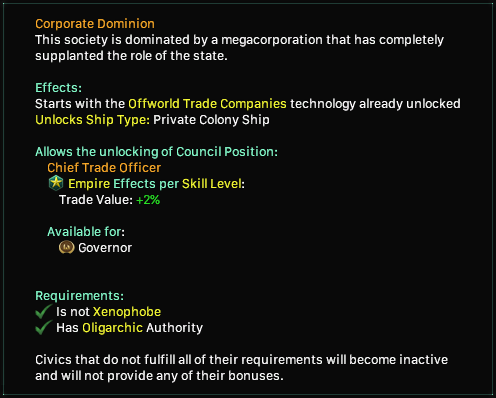 Corporate Dominion
This society is dominated by a megacorporation that has completely
supplanted the role of the state.
Effects:
Starts with the Offworld Trade Companies technology already unlocked
Unlocks Ship Type: Private Colony Ship
Allows the unlocking of Council Position:
Chief Trade Officer
Empire Effects per Skill Level:
Trade Value: +2%
Available for:
Governor
Requirements:
Is not Xenophobe
Has Oligarchic Authority
Civics that do not fulfill all of their requirements will become inactive
and will not provide any of their bonuses.